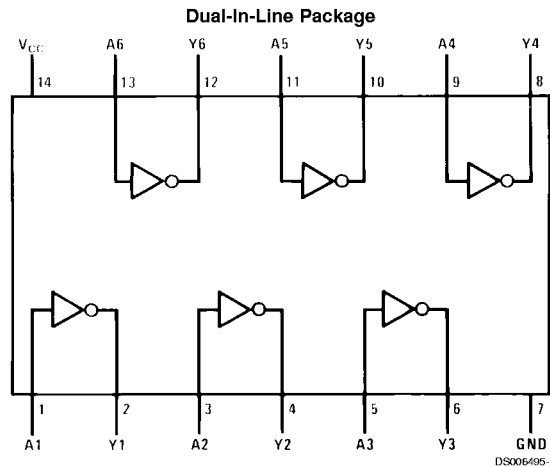 Dual-In-Line Package
VCC A6 Y6 A5 Y5 A4 Y4
14 13 12 11 10 9 8
1 2 3 4 5 6 7
A1 Y1 A2 Y2 A3 Y3 GND
DS006495-